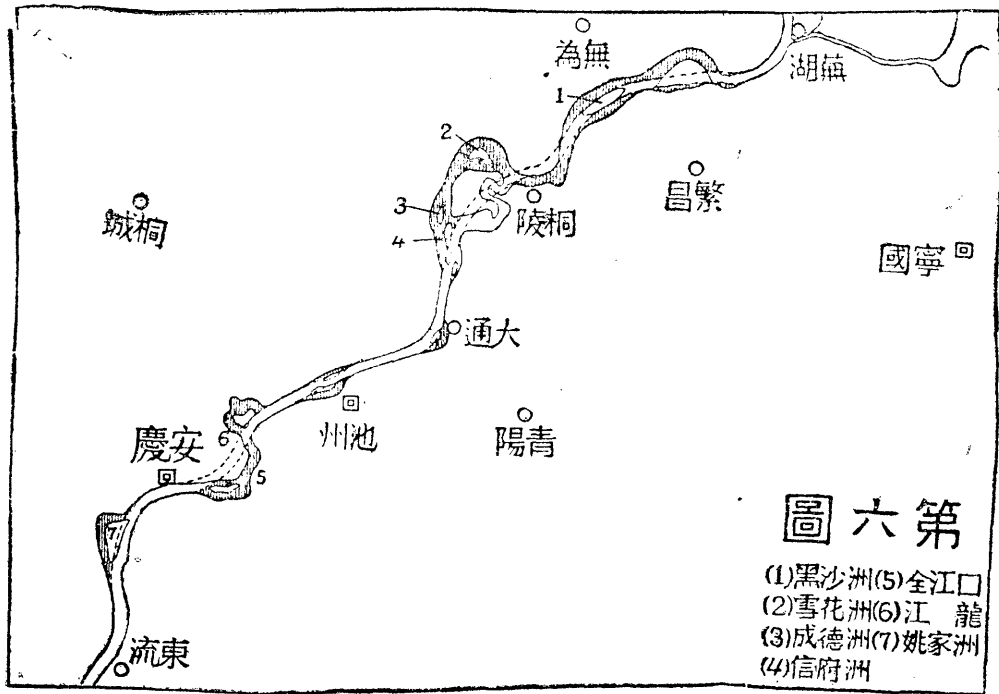 無為
蕪湖
1
2
繁昌
桐城
3
桐陵
4
寧國
大通
池州
青陽
6
安慶
5
7
東流
第六圖
(1)黑沙洲(5)全江口
(2)雪花洲(6)江 龍
(3)成德洲(7)姚家洲
(4)信府洲